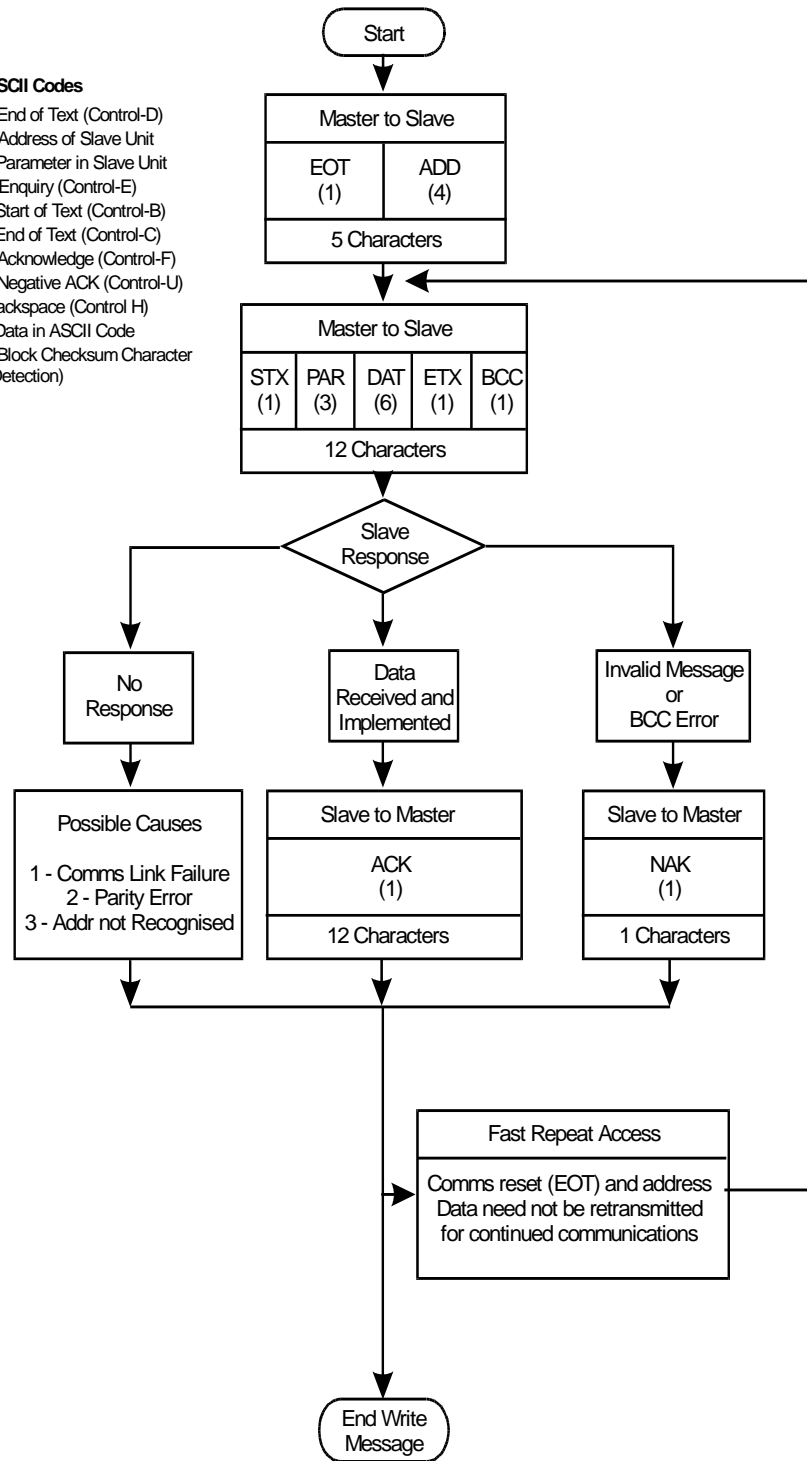 Start
SCII Codes
End of Text (Control-D)
Address of Slave Unit
Parameter in Slave Unit
Enquiry (Control-E)
Start of Text (Control-B)
End of Text (Control-C)
Acknowledge (Control-F)
Negative ACK (Control-U)
ackspace (Control H)
Data in ASCII Code
Block Checksum Character
Detection)
Master to Slave
EOT ADD
(1) (4)
5 Characters
Master to Slave
STX PAR DAT ETX BCC
(1) (3) (6) (1) (1)
12 Characters
Slave
Response
No
Response
Data
Received and
Implemented
Invalid Message
or
BCC Error
Possible Causes
1 - Comms Link Failure
2 - Parity Error
3 - Addr not Recognised
Slave to Master
ACK
(1)
12 Characters
Slave to Master
NAK
(1)
1 Characters
Fast Repeat Access
Comms reset (EOT) and address
Data need not be retransmitted
for continued communications
End Write
Message